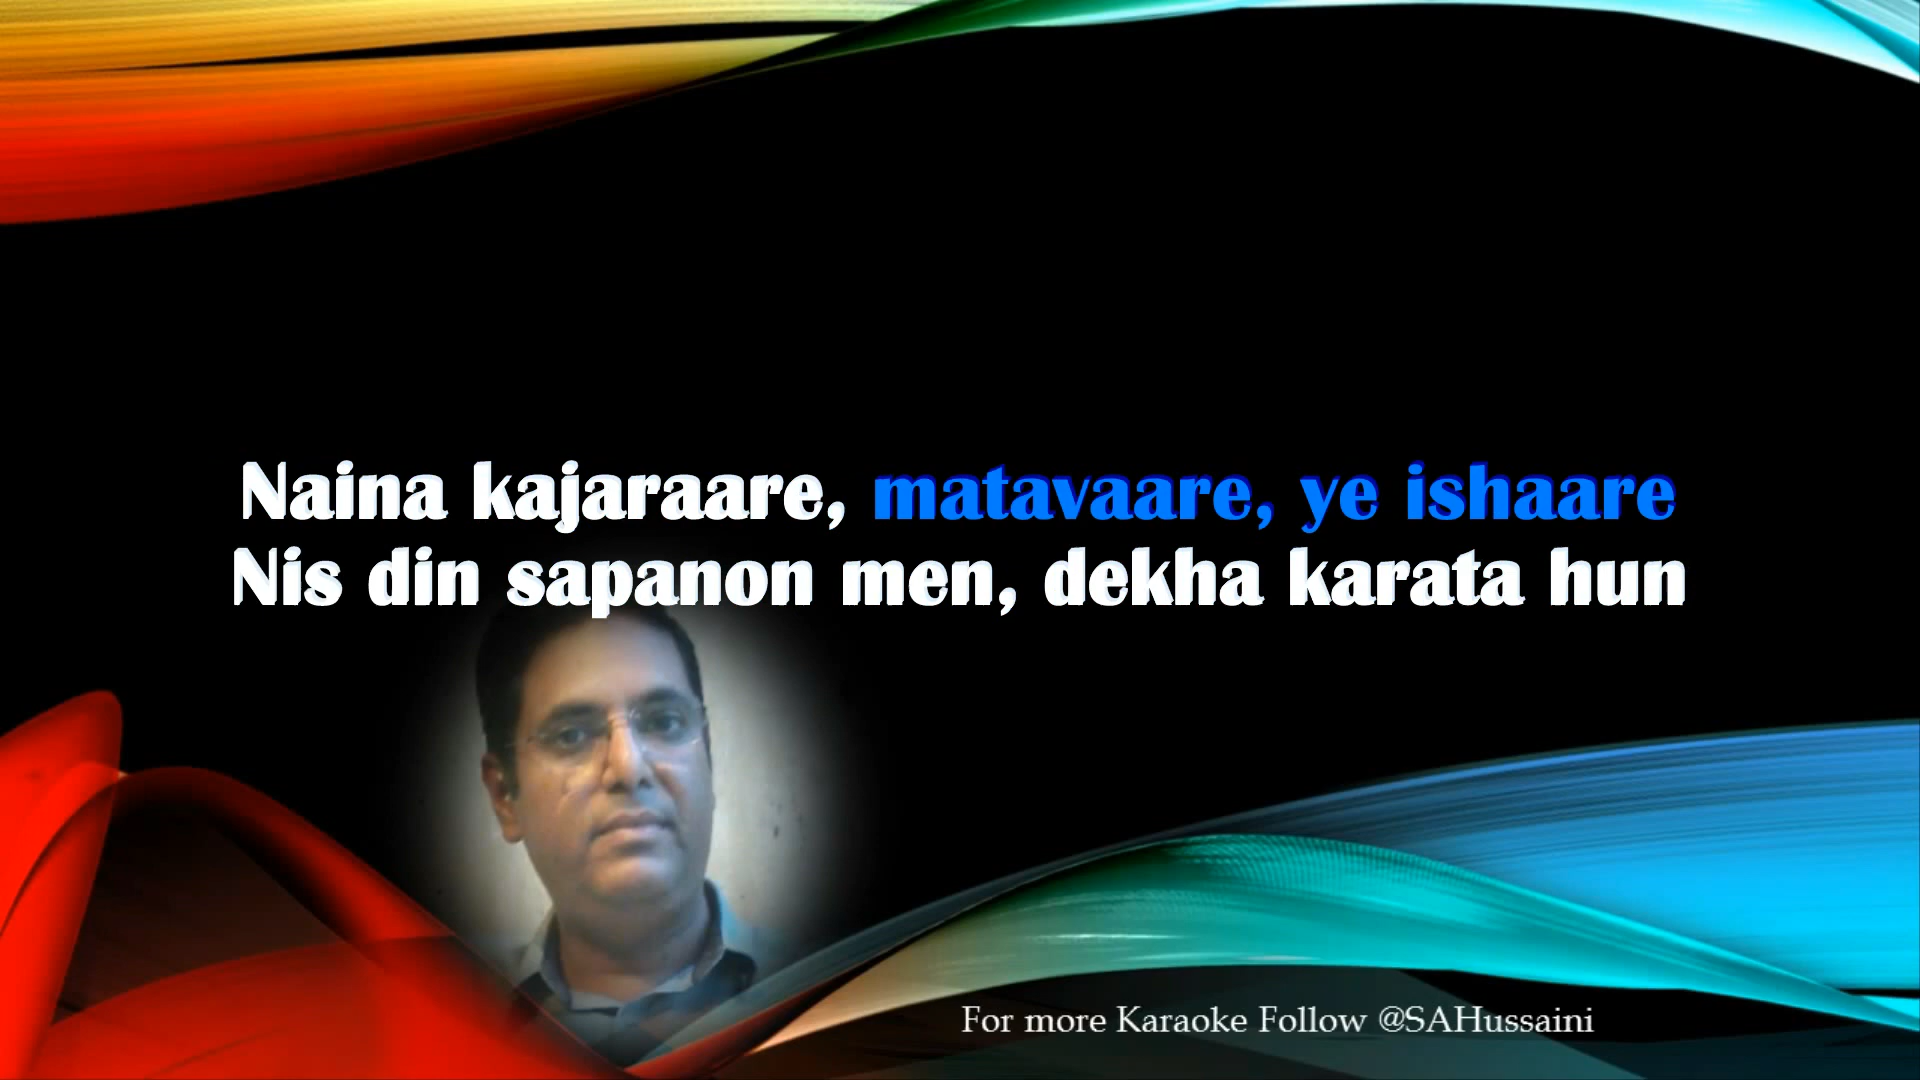 Naina kajaraare, matavaare, ye ishaare
Nis din sapanon men, dekha karata hun
For more Karaoke Follow @SAHussaini